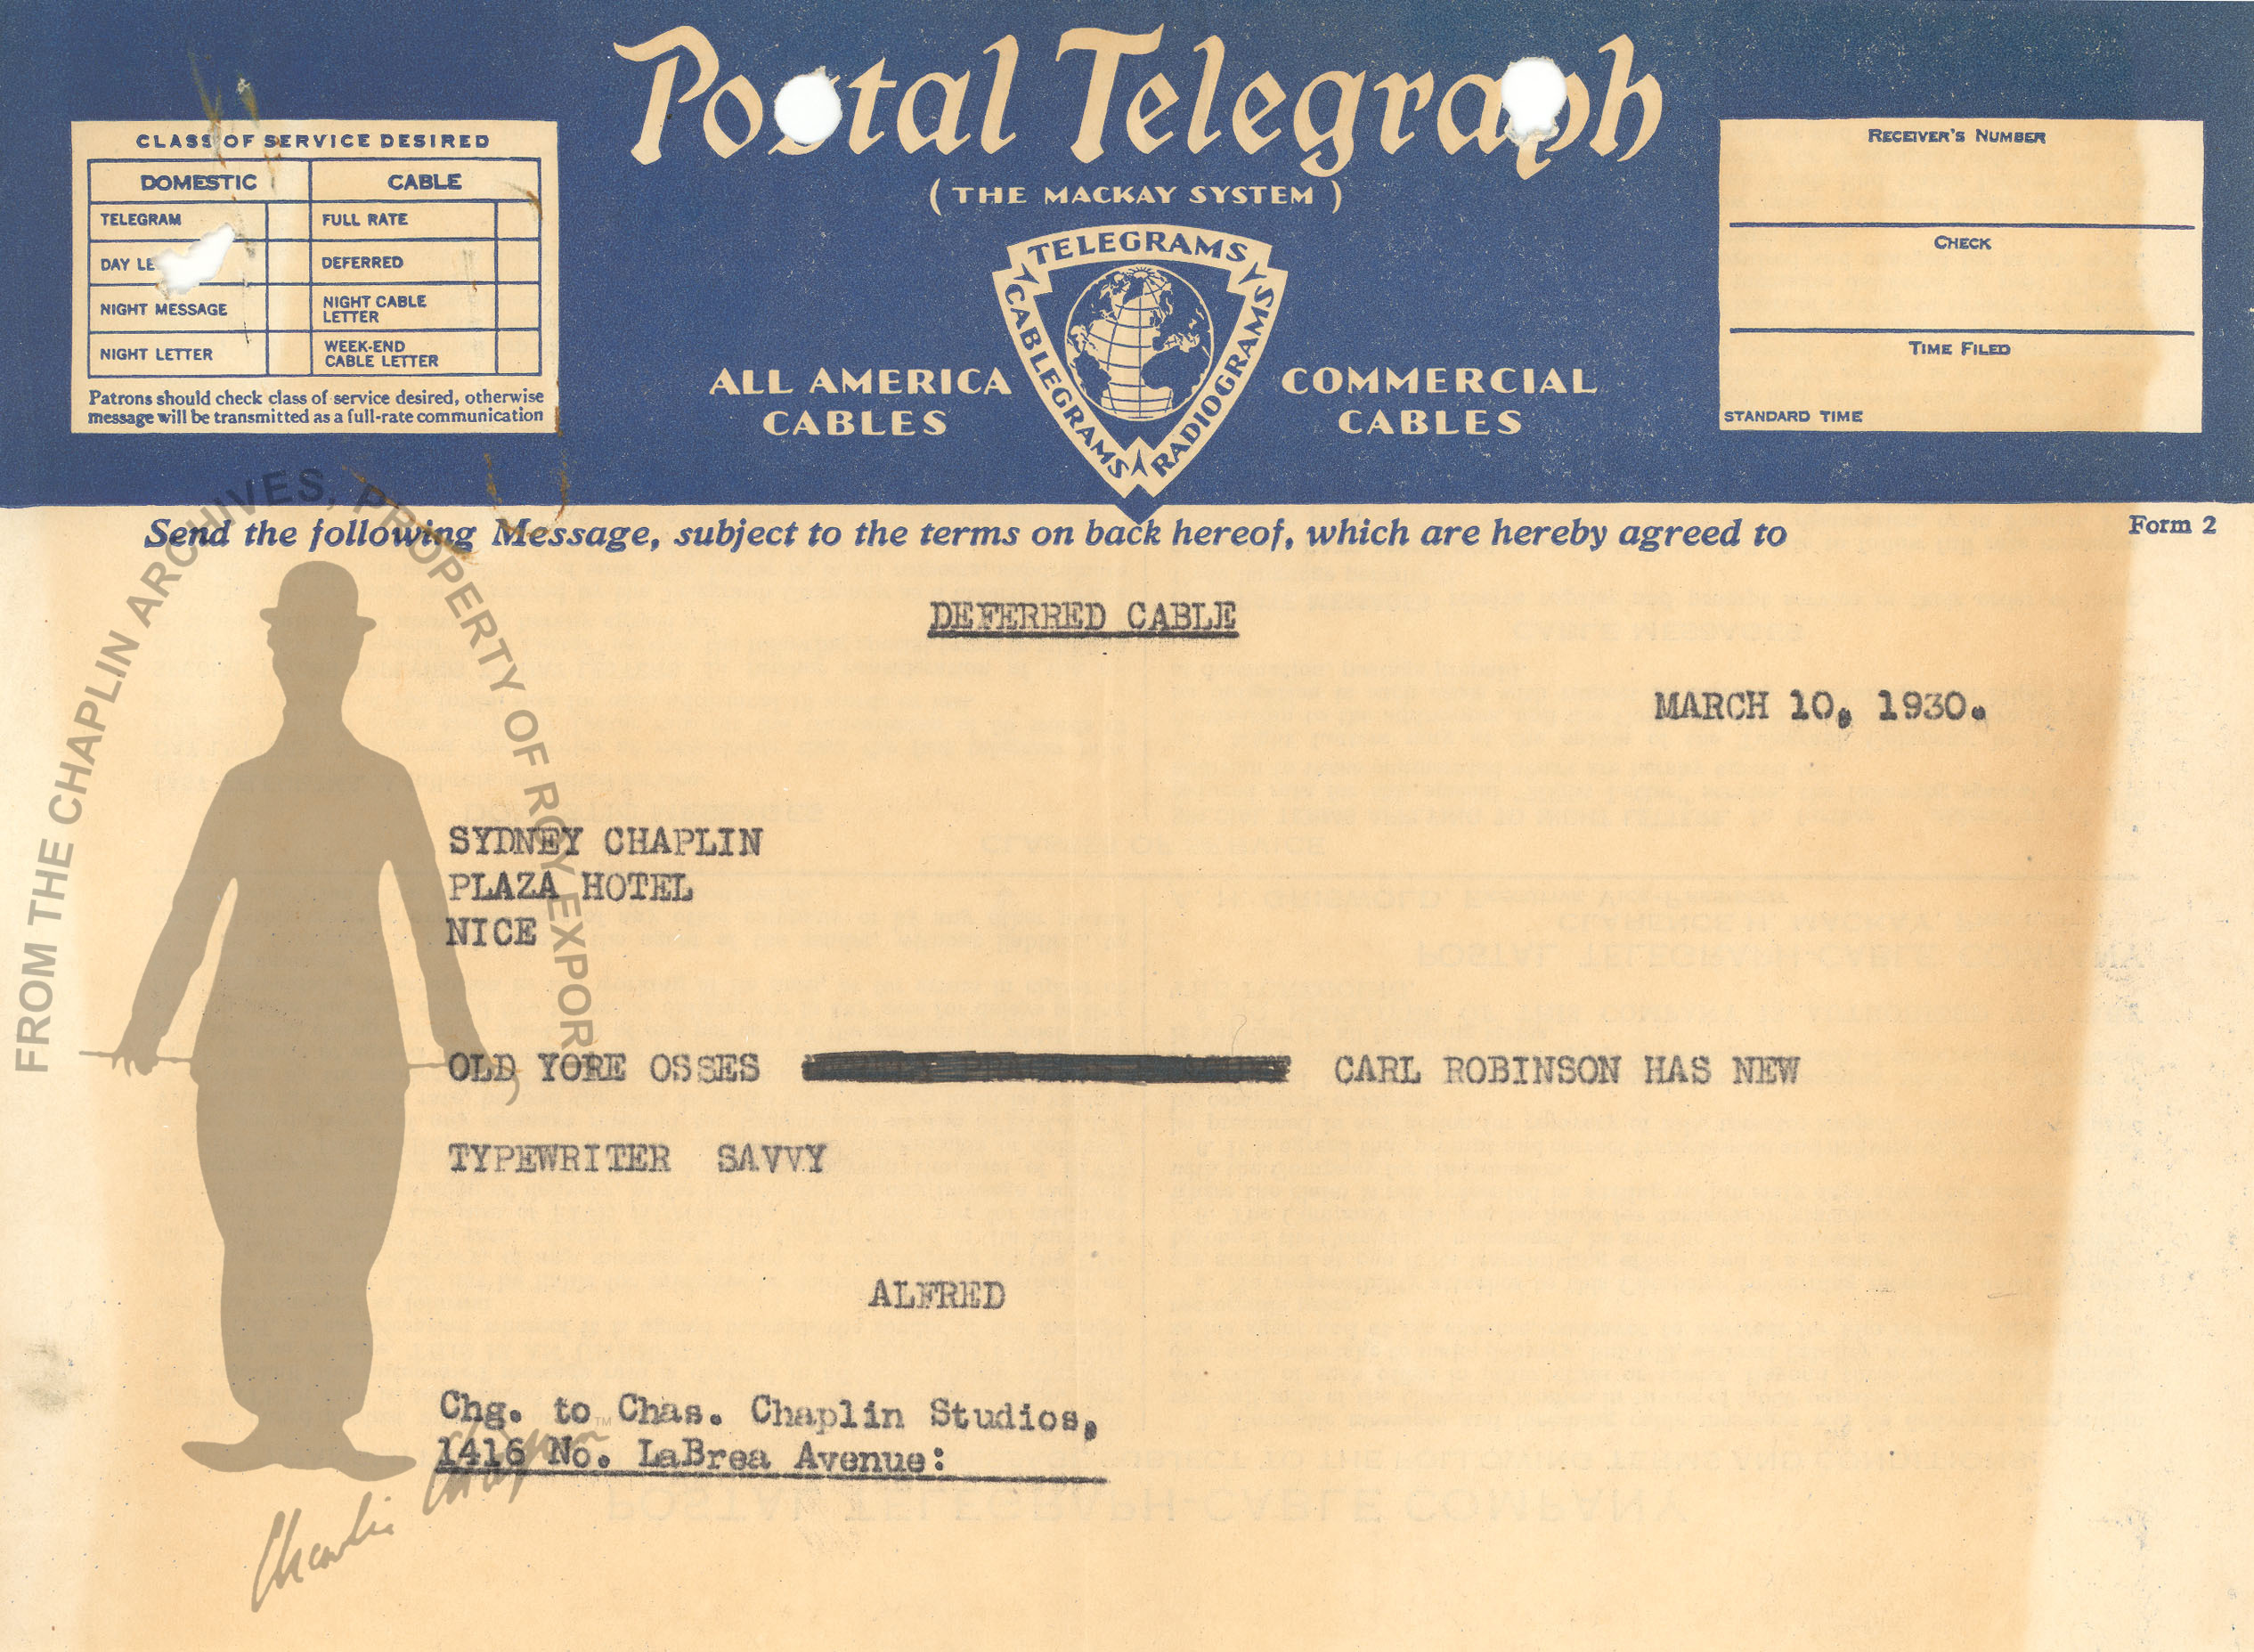 Postal Telegraph
(THE MACKAY SYSTEM)
CLASS OF SERVICE DESIRED
DOMESTIC CABLE
TELEGRAM FULL RATE
DAY LE DEFERRED
NIGHT MESSAGE NIGHT CABLE LETTER
NIGHT LETTER WEEK-END CABLE LETTER
Patrons should check class of service desired, otherwise
message will be transmitted as a full-rate communication
TELEGRAMS
CABLEGRAMS
RADIOGRAMS
ALL AMERICA
CABLES
COMMERCIAL
CABLES
RECEIVER'S NUMBER
CHECK
TIME FILED
STANDARD TIME
Send the following Message, subject to the terms on back hereof, which are hereby agreed to
Form 2
DEFERRED CABLE
MARCH 10, 1930.
SYDNEY CHAPLIN
PLAZA HOTEL
NICE
OLD YORE OSSES CARL ROBINSON HAS NEW
TYPEWRITER SAVVY
ALFRED
Chg. to Chas. Chaplin Studios,
1416 No. LaBrea Avenue:
FROM THE CHAPLIN ARCHIVES, PROPERTY OF ROY EXPORT
Charlie Chaplin
TM